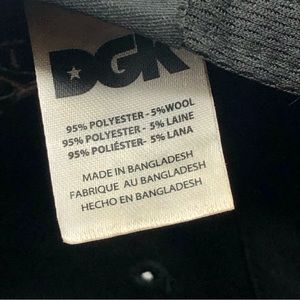 DGK
95% POLYESTER - 5% WOOL
95% POLYESTER - 5% LAINE
95% POLIÉSTER- 5% LANA
MADE IN BANGLADESH
FABRIQUE AU BANGLADESH
HECHO EN BANGLADESH